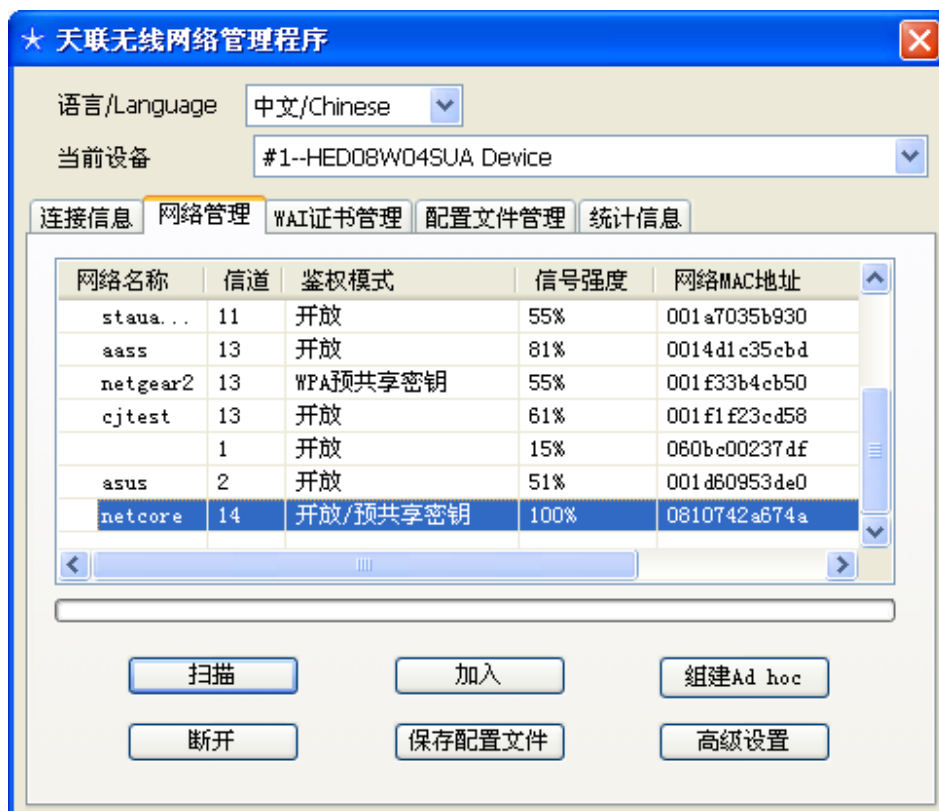 天联无线网络管理程序
语言/Language 中文/Chinese
当前设备 #1--HED08W04SUA Device
连接信息 网络管理 WAI证书管理 配置文件管理 统计信息
网络名称 信道 鉴权模式 信号强度 网络MAC地址
staua... 11 开放 55% 001a7035b930
aass 13 开放 81% 0014d1c35cbd
netgear2 13 WPA预共享密钥 55% 001f33b4cb50
cjtest 13 开放 61% 001f1f23cd58
1 开放 15% 060bc00237df
asus 2 开放 51% 001d60953de0
netcore 14 开放/预共享密钥 100% 0810742a674a
扫描 加入 组建Ad hoc
断开 保存配置文件 高级设置